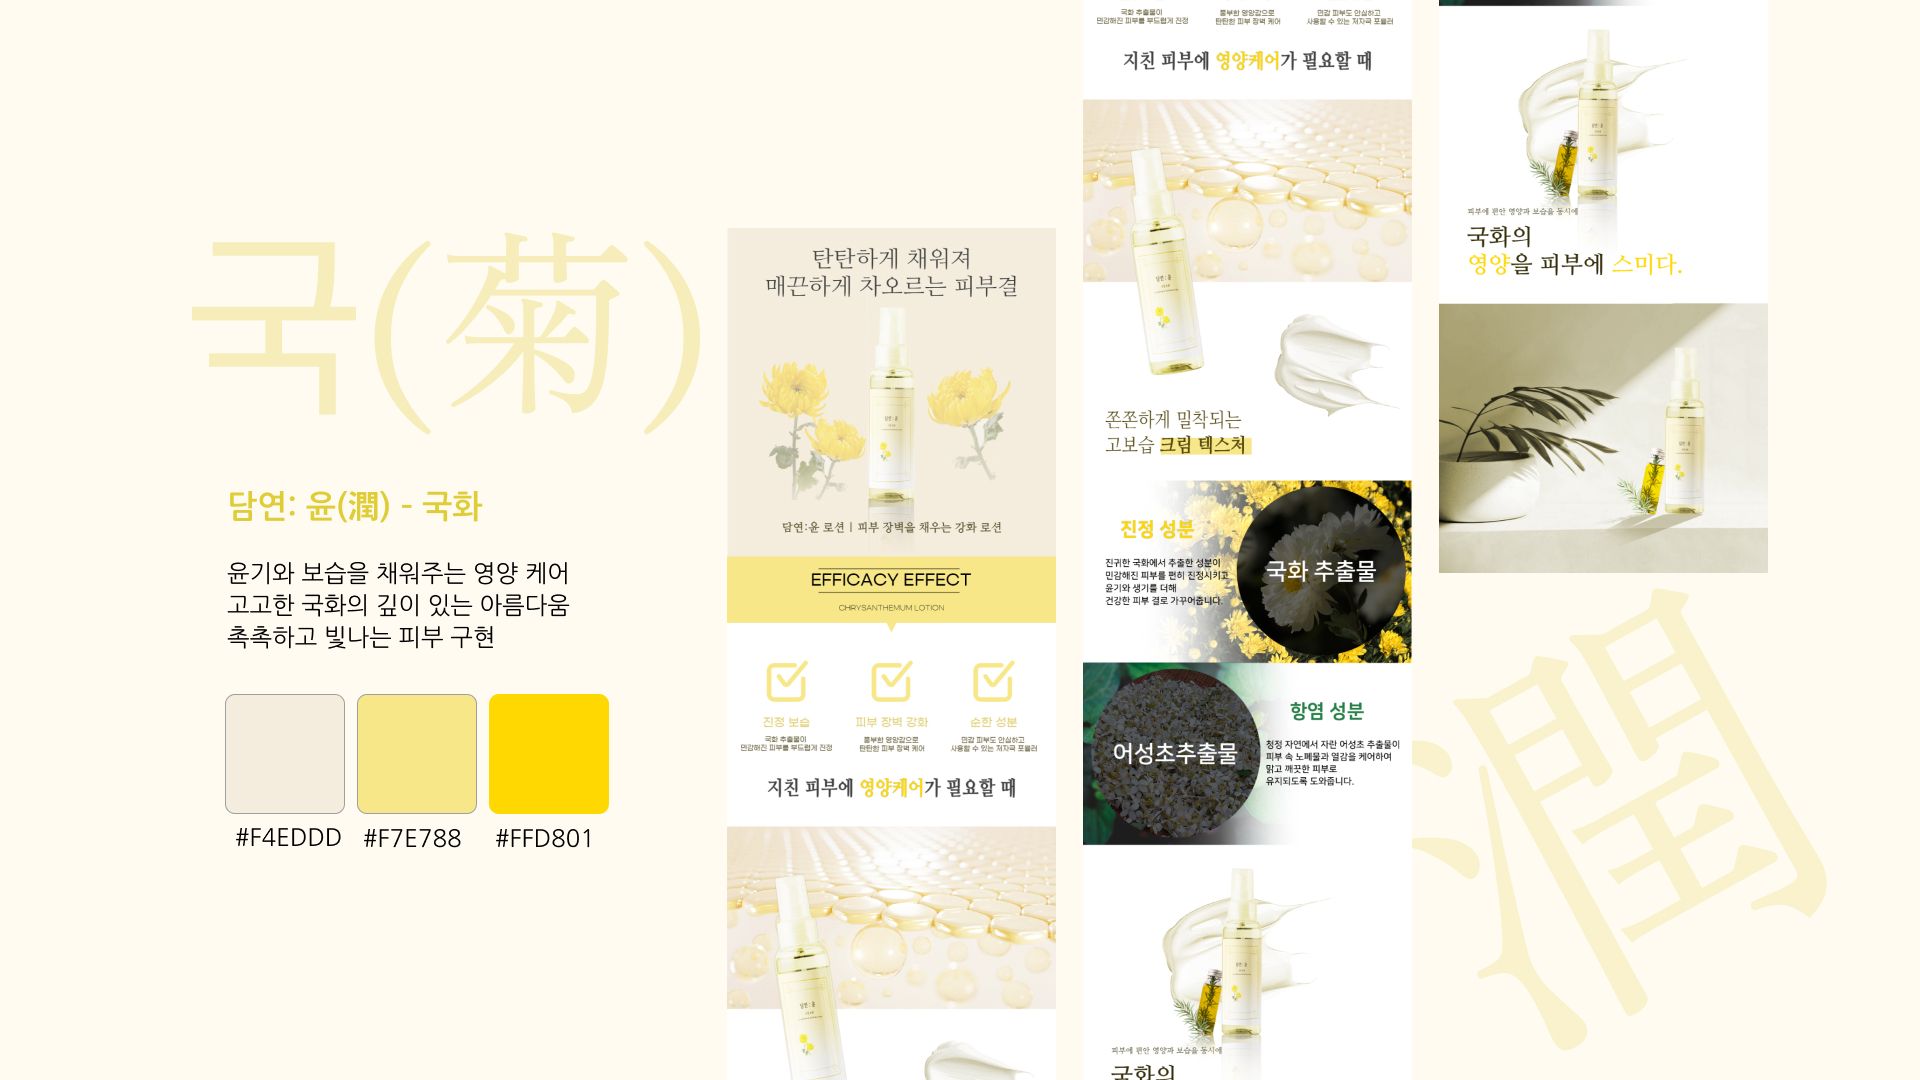 국(菊)
담연: 윤(潤) - 국화
윤기와 보습을 채워주는 영양 케어
고고한 국화의 깊이 있는 아름다움
촉촉하고 빛나는 피부 구현
#F4EDDD
#F7E788
#FFD801
탄탄하게 채워져
매끈하게 차오르는 피부결
담연:윤
담연:윤 로션 | 피부 장벽을 채우는 강화 로션
EFFICACY EFFECT
CHRYSANTHEMUM LOTION
진정 보습
피부 장벽 강화
순한 성분
국화 추출물이
민감해진 피부를 부드럽게 진정
풍부한 영양감으로
탄탄한 피부 장벽 케어
민감 피부도 안심하고
사용할 수 있는 저자극 포뮬러
지친 피부에 영양케어가 필요할 때
담연:윤
국화 추출물이
민감해진 피부를 부드럽게 진정
풍부한 영양감으로
탄탄한 피부 장벽 케어
민감 피부도 안심하고
사용할 수 있는 저자극 포뮬러
지친 피부에 영양케어가 필요할 때
담연:윤
쫀쫀하게 밀착되는
고보습 크림 텍스처
진정 성분
진귀한 국화에서 추출한 성분이
민감해진 피부를 편히 진정시키고
윤기와 생기를 더해
건강한 피부 결로 가꾸어줍니다.
국화 추출물
어성초추출물
항염 성분
청정 자연에서 자란 어성초 추출물이
피부 속 노폐물과 열감을 케어하여
맑고 깨끗한 피부로
유지되도록 도와줍니다.
담연:윤
피부에 편안 영양과 보습을 동시에
국화의
담연:윤
피부에 편안 영양과 보습을 동시에
국화의
영양을 피부에 스미다.
담연:윤
潤